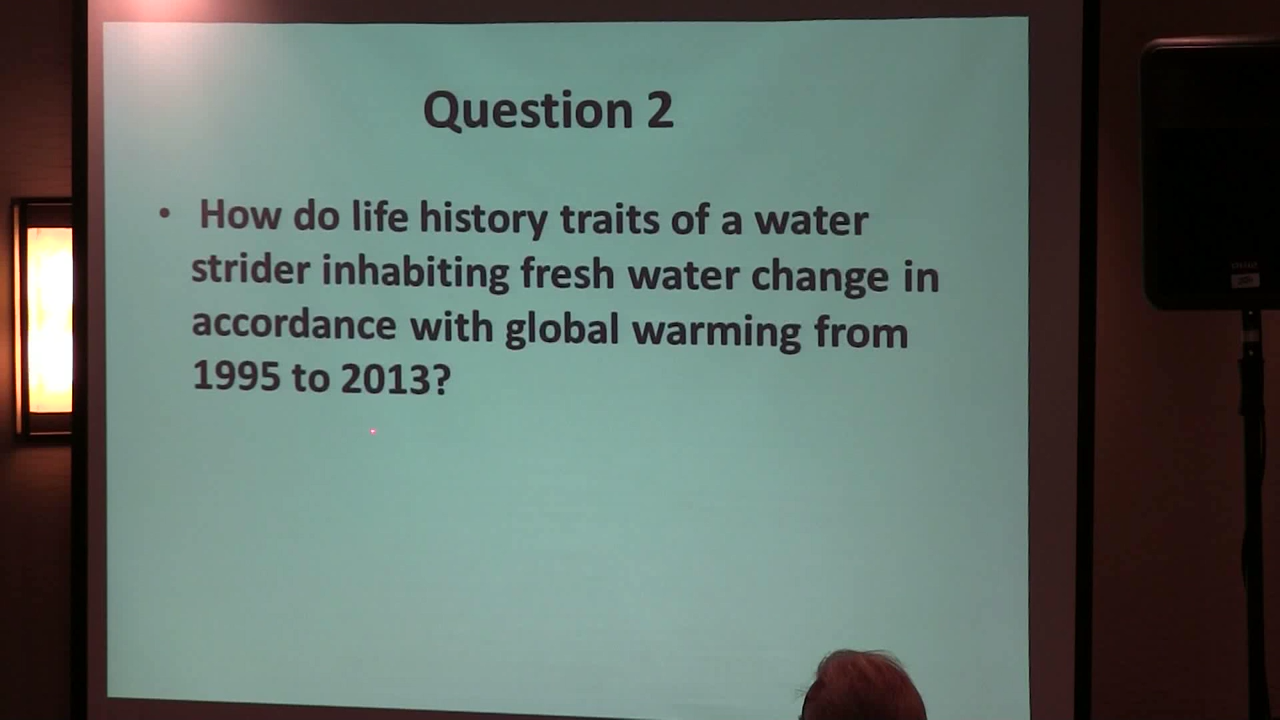 Question 2
• How do life history traits of a water
strider inhabiting fresh water change in
accordance with global warming from
1995 to 2013?